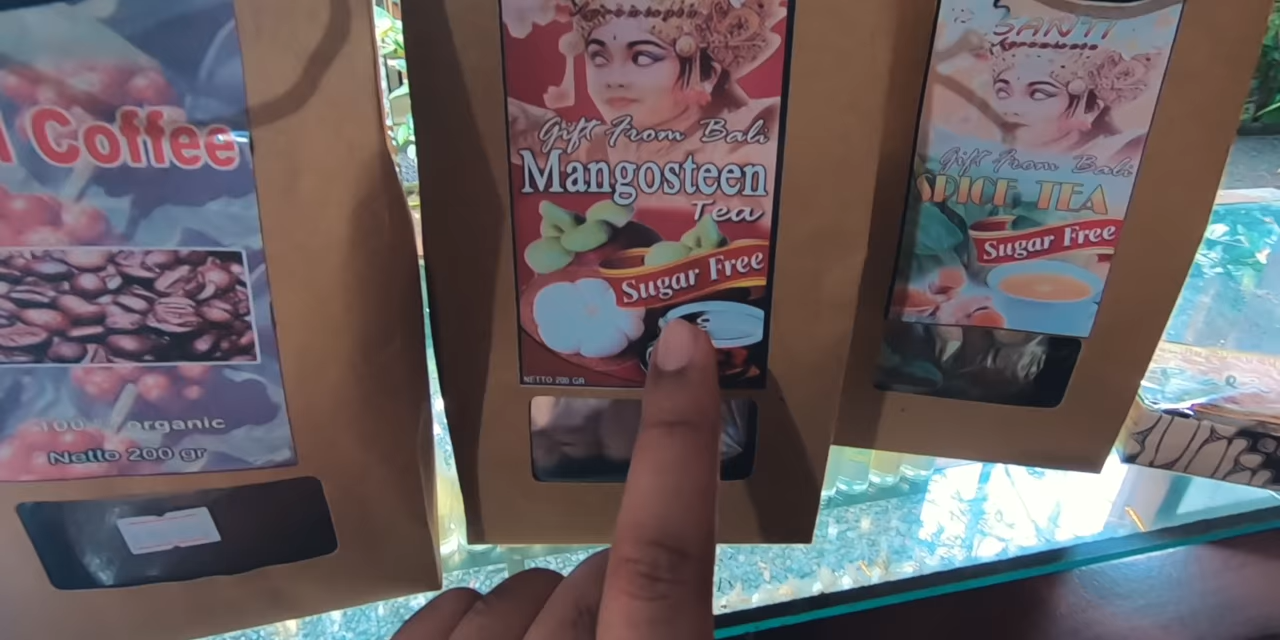 Coffee
100% organic
Netto 200 gr
Gift From Bali
Mangosteen
Tea
Sugar Free
NETTO 200 GR
SANTI
Gift From Bali
SPICE TEA
Sugar Free